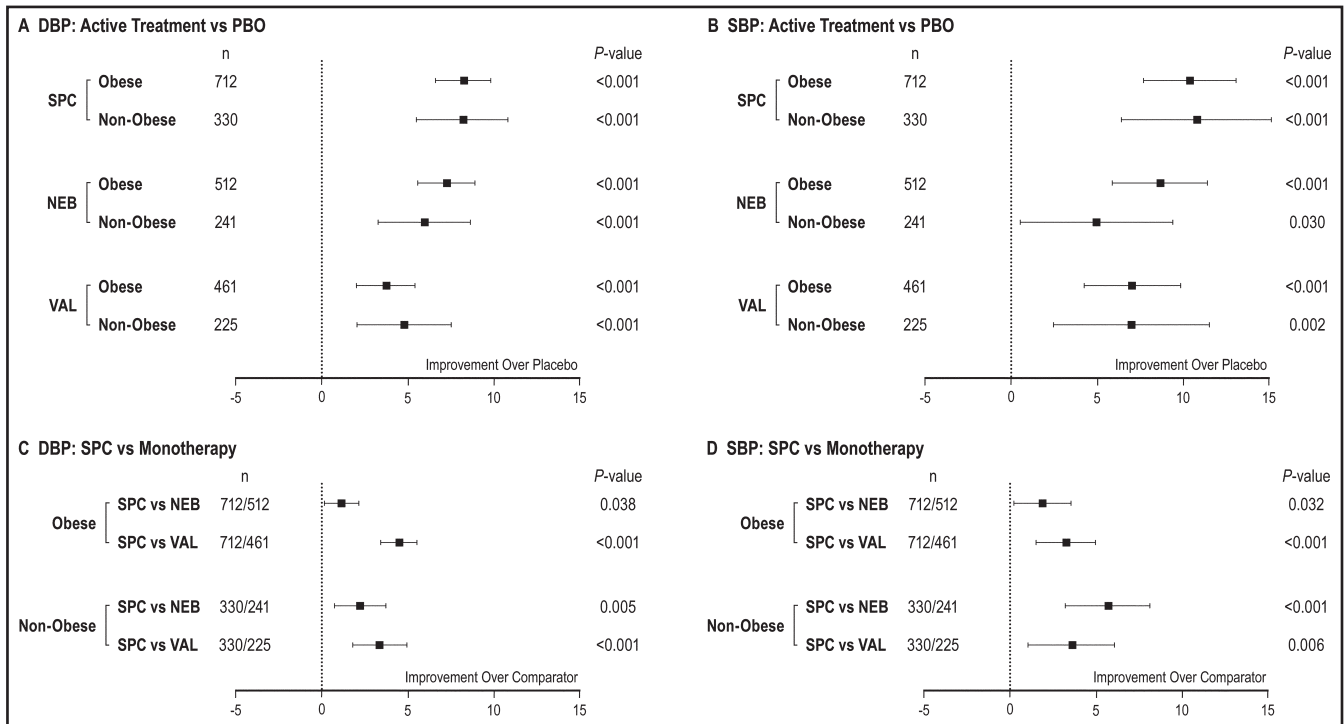 A DBP: Active Treatment vs PBO
n P-value
SPC
Obese 712 <0.001
Non-Obese 330 <0.001
NEB
Obese 512 <0.001
Non-Obese 241 <0.001
VAL
Obese 461 <0.001
Non-Obese 225 <0.001
Improvement Over Placebo
-5 0 5 10 15
B SBP: Active Treatment vs PBO
n P-value
SPC
Obese 712 <0.001
Non-Obese 330 <0.001
NEB
Obese 512 <0.001
Non-Obese 241 0.030
VAL
Obese 461 <0.001
Non-Obese 225 0.002
Improvement Over Placebo
-5 0 5 10 15
C DBP: SPC vs Monotherapy
n P-value
Obese
SPC vs NEB 712/512 0.038
SPC vs VAL 712/461 <0.001
Non-Obese
SPC vs NEB 330/241 0.005
SPC vs VAL 330/225 <0.001
Improvement Over Comparator
-5 0 5 10 15
D SBP: SPC vs Monotherapy
n P-value
Obese
SPC vs NEB 712/512 0.032
SPC vs VAL 712/461 <0.001
Non-Obese
SPC vs NEB 330/241 <0.001
SPC vs VAL 330/225 0.006
Improvement Over Comparator
-5 0 5 10 15